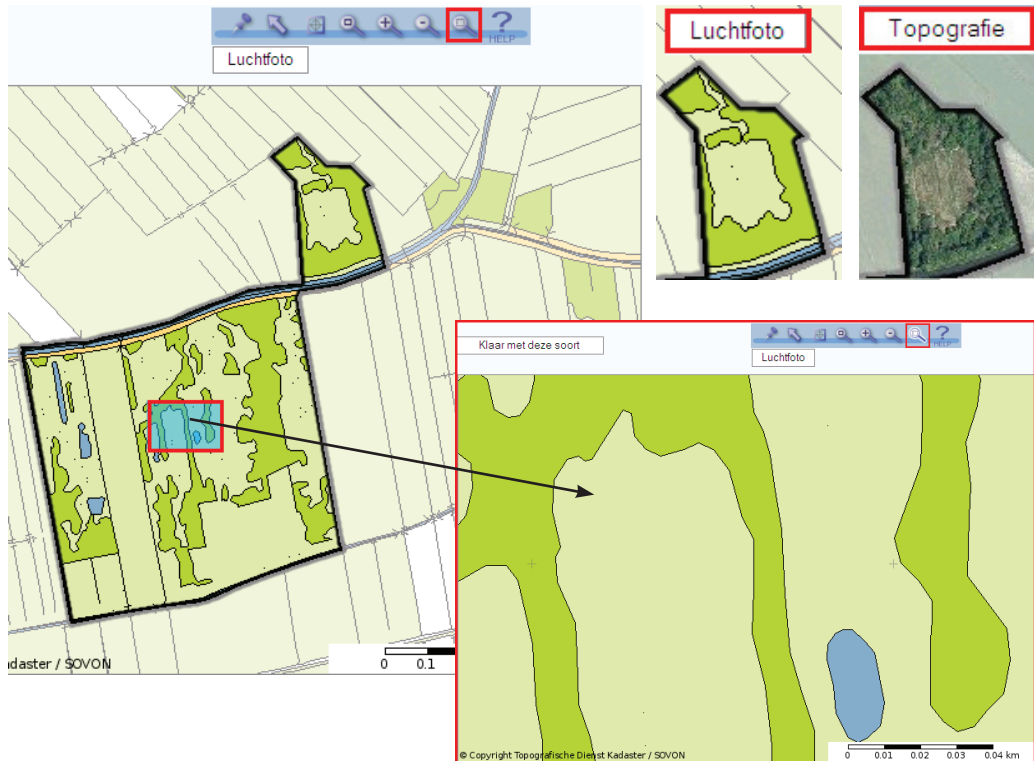 HELP
Luchtfoto
Luchtfoto
Topografie
Klaar met deze soort
HELP
Luchtfoto
adaster / SOVON
0 0.1
© Copyright Topografische Dienst Kadaster / SOVON
0 0.01 0.02 0.03 0.04 km